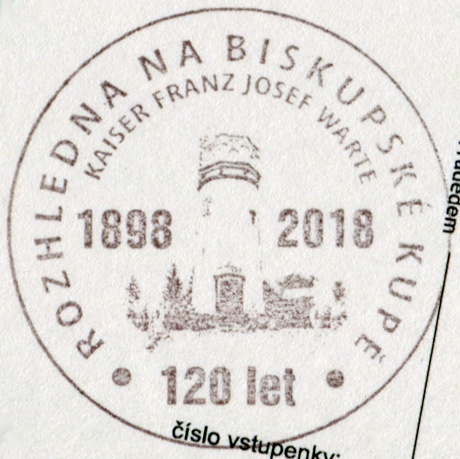 ROZHLEDNA NA BISKUPSKÉ KUPĚ
KAISER FRANZ JOSEF WARTE
1898 2018
• 120 let •
číslo vstupenky: